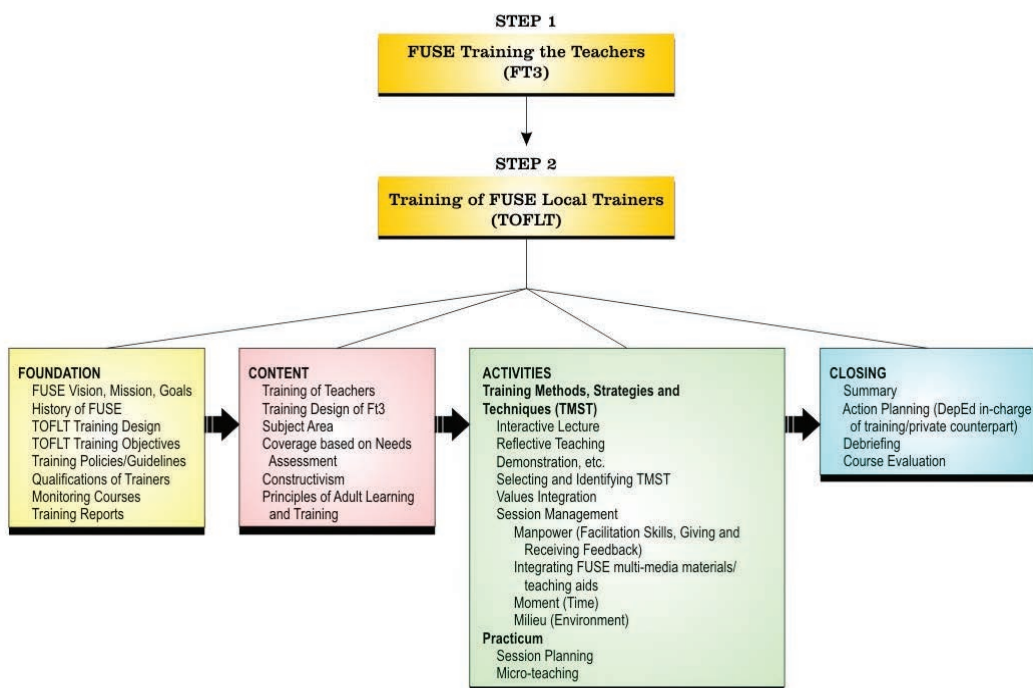 STEP 1
FUSE Training the Teachers
(FT3)
STEP 2
Training of FUSE Local Trainers
(TOFLT)
FOUNDATION
FUSE Vision, Mission, Goals
History of FUSE
TOFLT Training Design
TOFLT Training Objectives
Training Policies/Guidelines
Qualifications of Trainers
Monitoring Courses
Training Reports
CONTENT
Training of Teachers
Training Design of Ft3
Subject Area
Coverage based on Needs
Assessment
Constructivism
Principles of Adult Learning
and Training
ACTIVITIES
Training Methods, Strategies and
Techniques (TMST)
Interactive Lecture
Reflective Teaching
Demonstration, etc.
Selecting and Identifying TMST
Values Integration
Session Management
Manpower (Facilitation Skills, Giving and
Receiving Feedback)
Integrating FUSE multi-media materials/
teaching aids
Moment (Time)
Milieu (Environment)
Practicum
Session Planning
Micro-teaching
CLOSING
Summary
Action Planning (DepEd in-charge
of training/private counterpart)
Debriefing
Course Evaluation